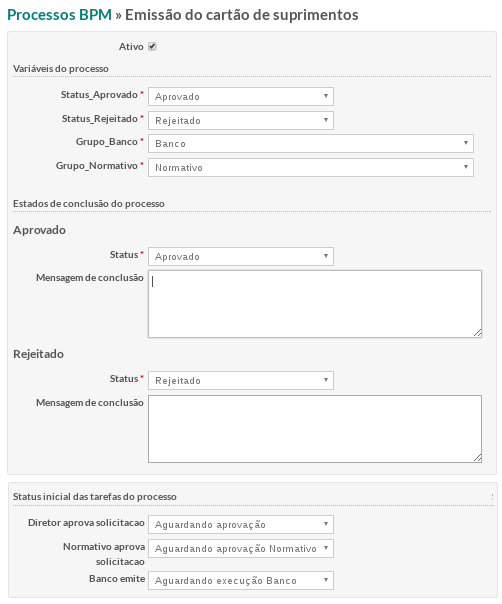 Processos BPM » Emissão do cartão de suprimentos
Ativo
Variáveis do processo
Status_Aprovado * Aprovado
Status_Rejeitado * Rejeitado
Grupo_Banco * Banco
Grupo_Normativo * Normativo
Estados de conclusão do processo
Aprovado
Status * Aprovado
Mensagem de conclusão
Rejeitado
Status * Rejeitado
Mensagem de conclusão
Status inicial das tarefas do processo
Diretor aprova solicitacao Aguardando aprovação
Normativo aprova Aguardando aprovação Normativo
solicitacao
Banco emite Aguardando execução Banco